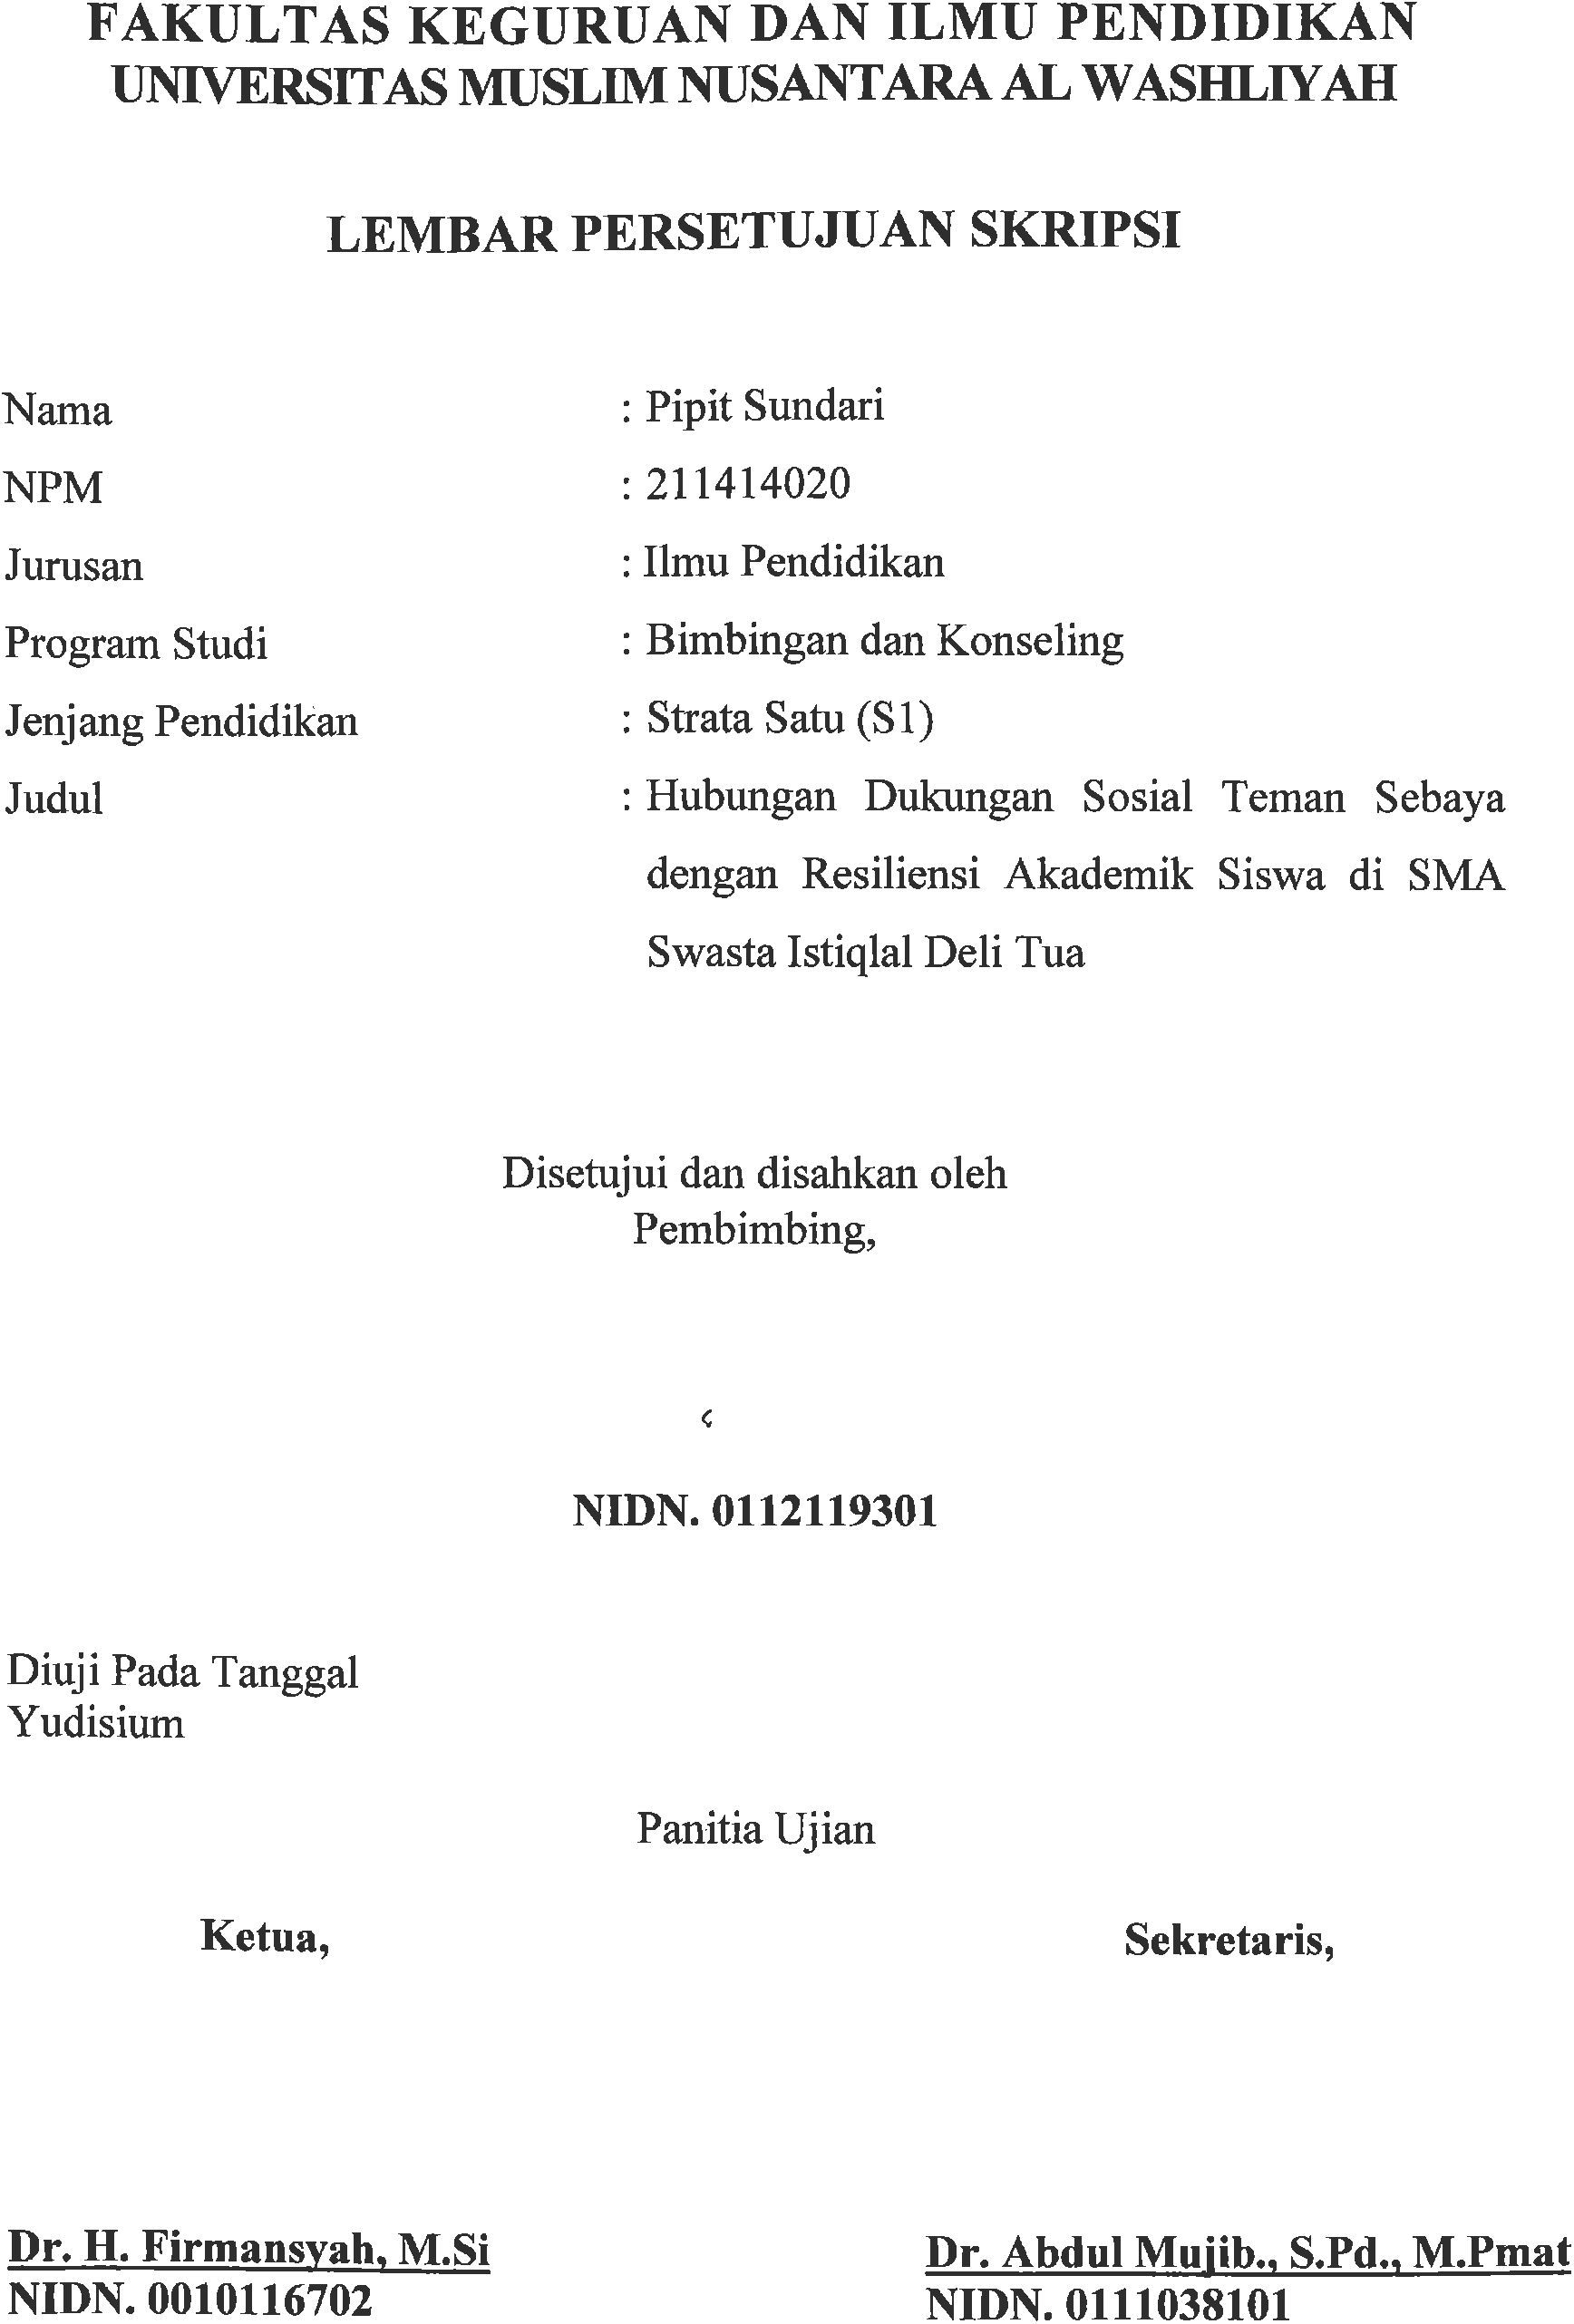 FAKULTAS KEGURUAN DAN ILMU PENDIDIKAN
UNIVERSITAS MUSLIM NUSANTARA AL WASHLIYAH
LEMBAR PERSETUJUAN SKRIPSI
Nama : Pipit Sundari
NPM : 211414020
Jurusan : Ilmu Pendidikan
Program Studi : Bimbingan dan Konseling
Jenjang Pendidikan : Strata Satu (S1)
Judul : Hubungan Dukungan Sosial Teman Sebaya
dengan Resiliensi Akademik Siswa di SMA
Swasta Istiqlal Deli Tua
Disetujui dan disahkan oleh
Pembimbing,
NIDN. 0112119301
Diuji Pada Tanggal
Yudisium
Panitia Ujian
Ketua, Sekretaris,
Dr. H. Firmansyah, M.Si Dr. Abdul Mujib., S.Pd., M.Pmat
NIDN. 0010116702 NIDN. 0111038101